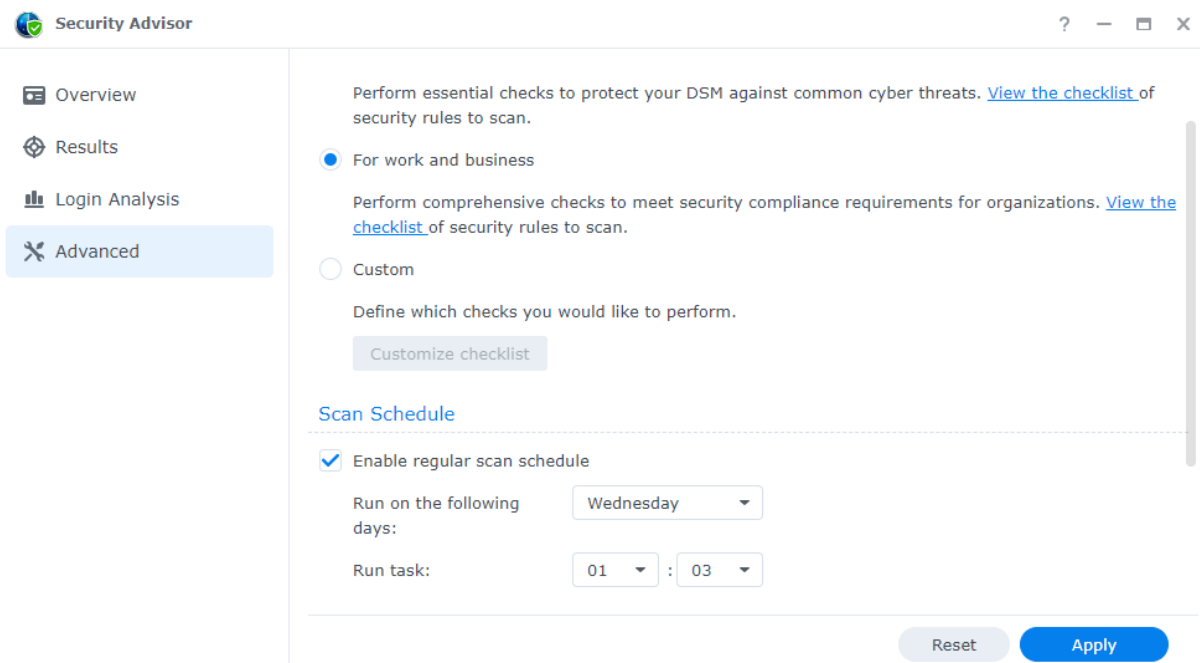 Security Advisor
?
Overview
Results
Login Analysis
Advanced
Perform essential checks to protect your DSM against common cyber threats. View the checklist of
security rules to scan.
For work and business
Perform comprehensive checks to meet security compliance requirements for organizations. View the
checklist of security rules to scan.
Custom
Define which checks you would like to perform.
Customize checklist
Scan Schedule
Enable regular scan schedule
Run on the following
days:
Wednesday
Run task:
01 : 03
Reset
Apply